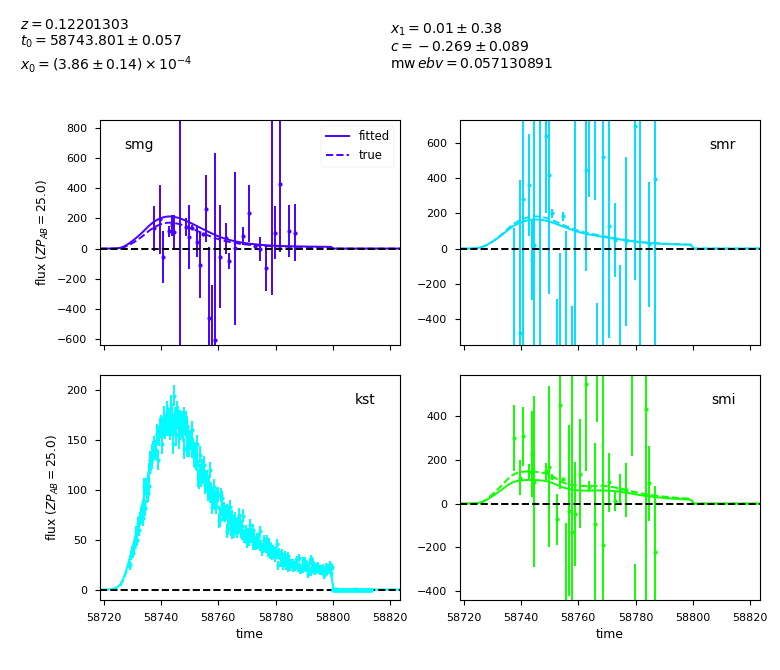 z = 0.12201303
t₀ = 58743.801 ± 0.057
x₀ = (3.86 ± 0.14) × 10⁻⁴
x₁ = 0.01 ± 0.38
c = −0.269 ± 0.089
mw ebv = 0.057130891
800
600
400
200
0
−200
−400
−600
flux (ZP_AB = 25.0)
smg
fitted
true
600
400
200
0
−200
−400
smr
200
150
100
50
0
flux (ZP_AB = 25.0)
kst
58720 58740 58760 58780 58800 58820
time
400
200
0
−200
−400
smi
58720 58740 58760 58780 58800 58820
time